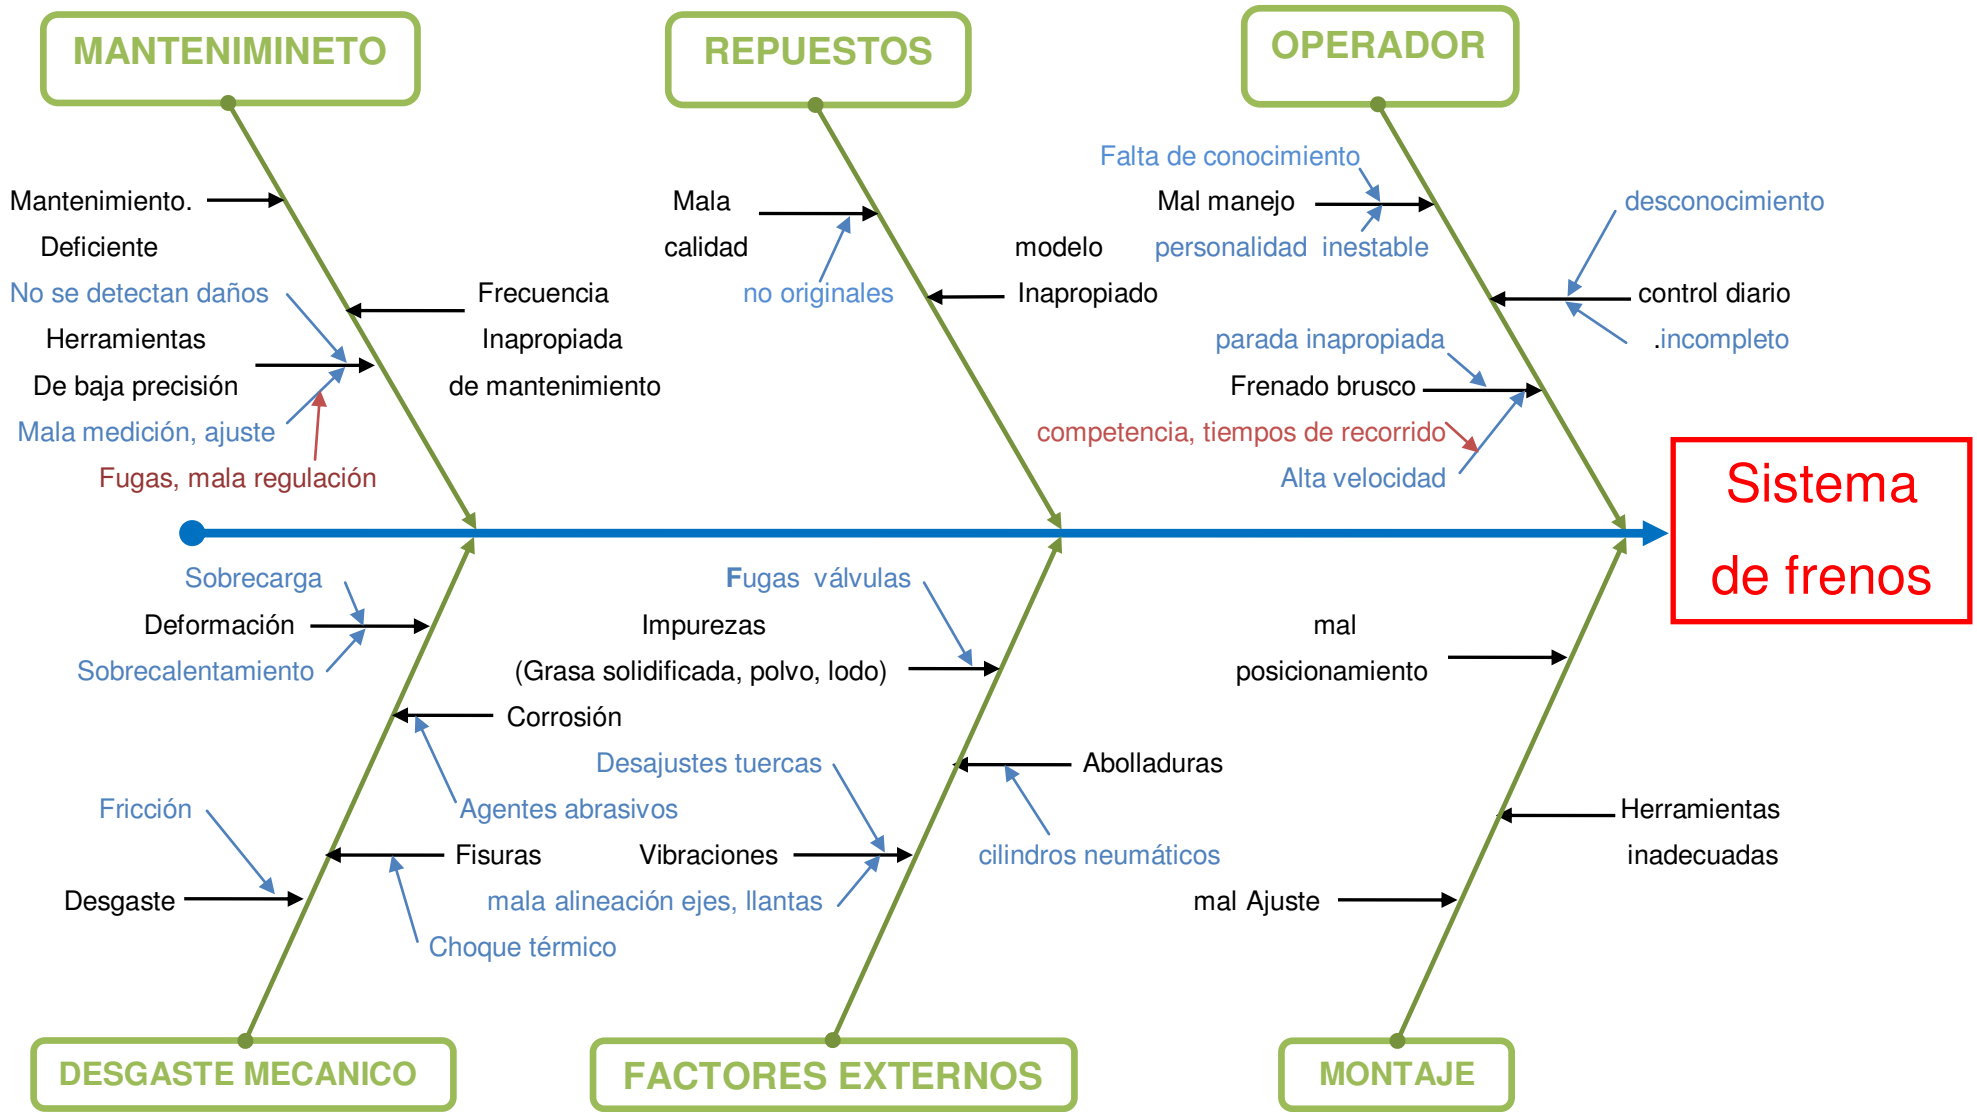 MANTENIMINETO
REPUESTOS
OPERADOR
Falta de conocimiento
Mantenimiento.
Deficiente
Mala
calidad
Mal manejo
desconocimiento
personalidad inestable
modelo
Inapropiado
No se detectan daños
Frecuencia
Inapropiada
de mantenimiento
no originales
control diario
.incompleto
Herramientas
De baja precisión
parada inapropiada
Frenado brusco
Mala medición, ajuste
competencia, tiempos de recorrido
Fugas, mala regulación
Alta velocidad
Sistema
de frenos
Sobrecarga
Fugas válvulas
Deformación
Impurezas
(Grasa solidificada, polvo, lodo)
mal
posicionamiento
Sobrecalentamiento
Corrosión
Desajustes tuercas
Abolladuras
Fricción
Agentes abrasivos
Herramientas
inadecuadas
Fisuras
Vibraciones
cilindros neumáticos
Desgaste
mala alineación ejes, llantas
mal Ajuste
Choque térmico
DESGASTE MECANICO
FACTORES EXTERNOS
MONTAJE